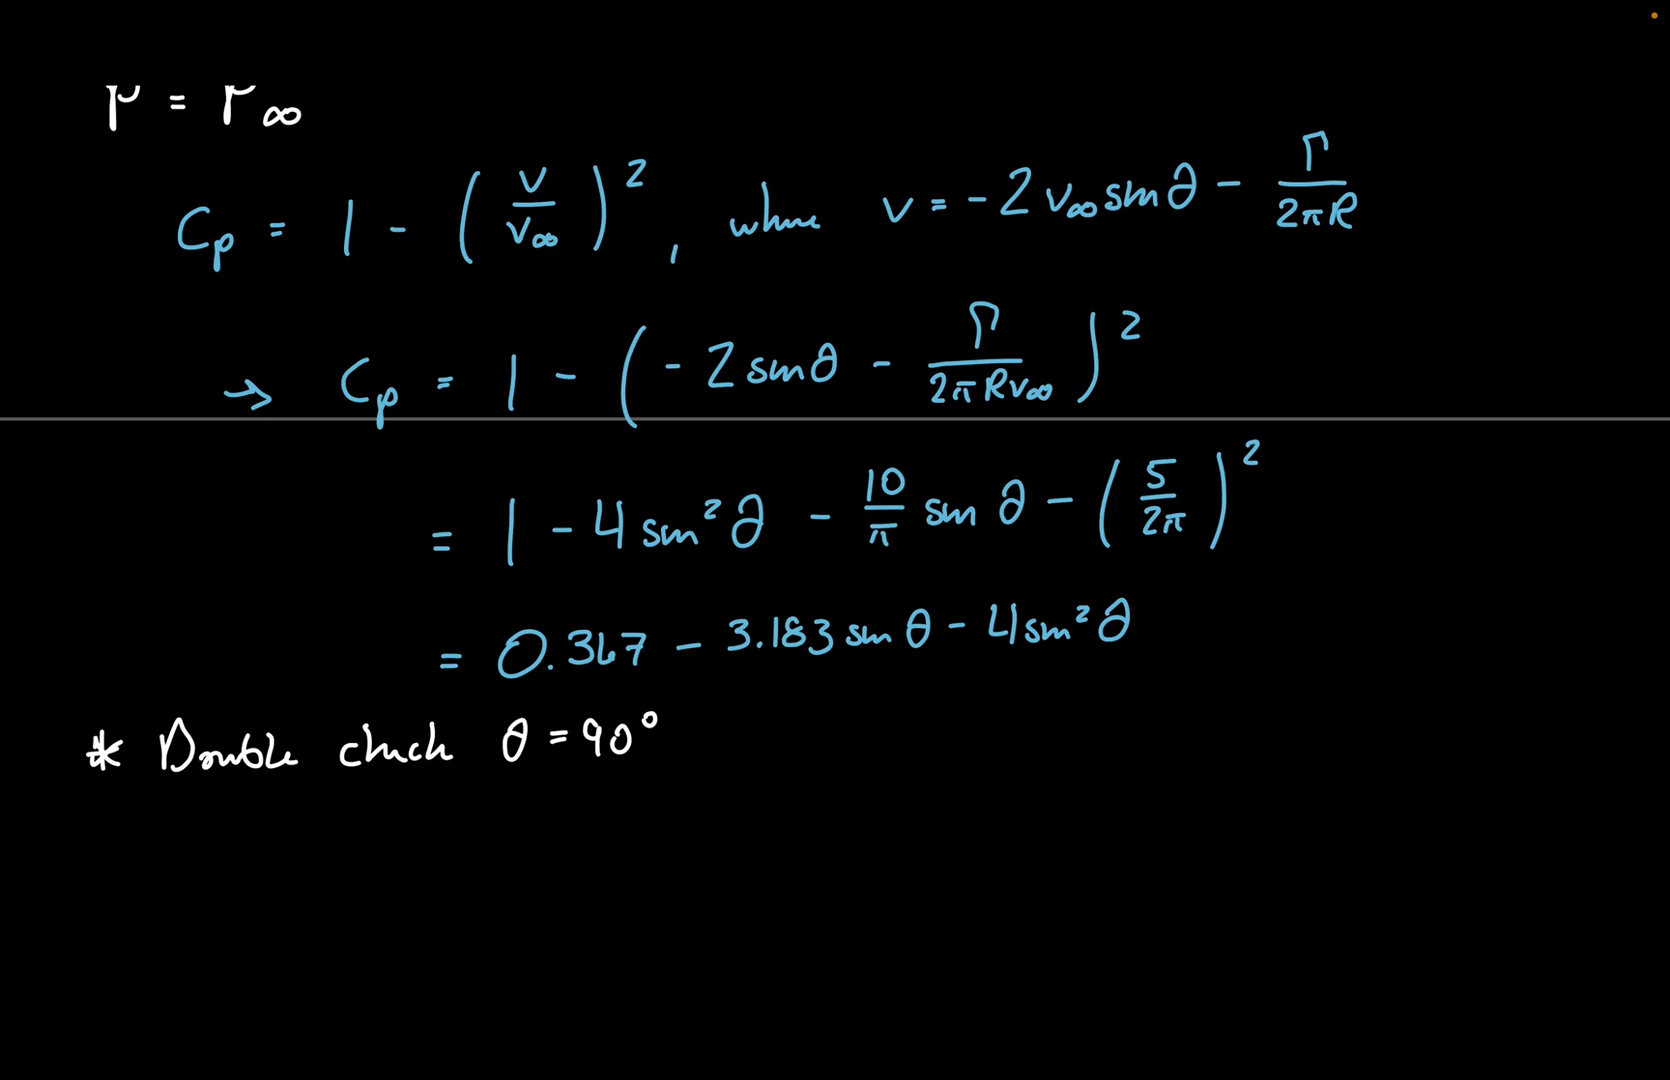 P = P∞
Cp = 1 - (V/V∞)², where V = -2 V∞ sin θ - Γ/(2πR)
→ Cp = 1 - (-2 sin θ - Γ/(2πRV∞))²
= 1 - 4 sin² θ - 10/π sin θ - (5/2π)²
= 0.367 - 3.183 sin θ - 4 sin² θ
* Double check θ = 90°